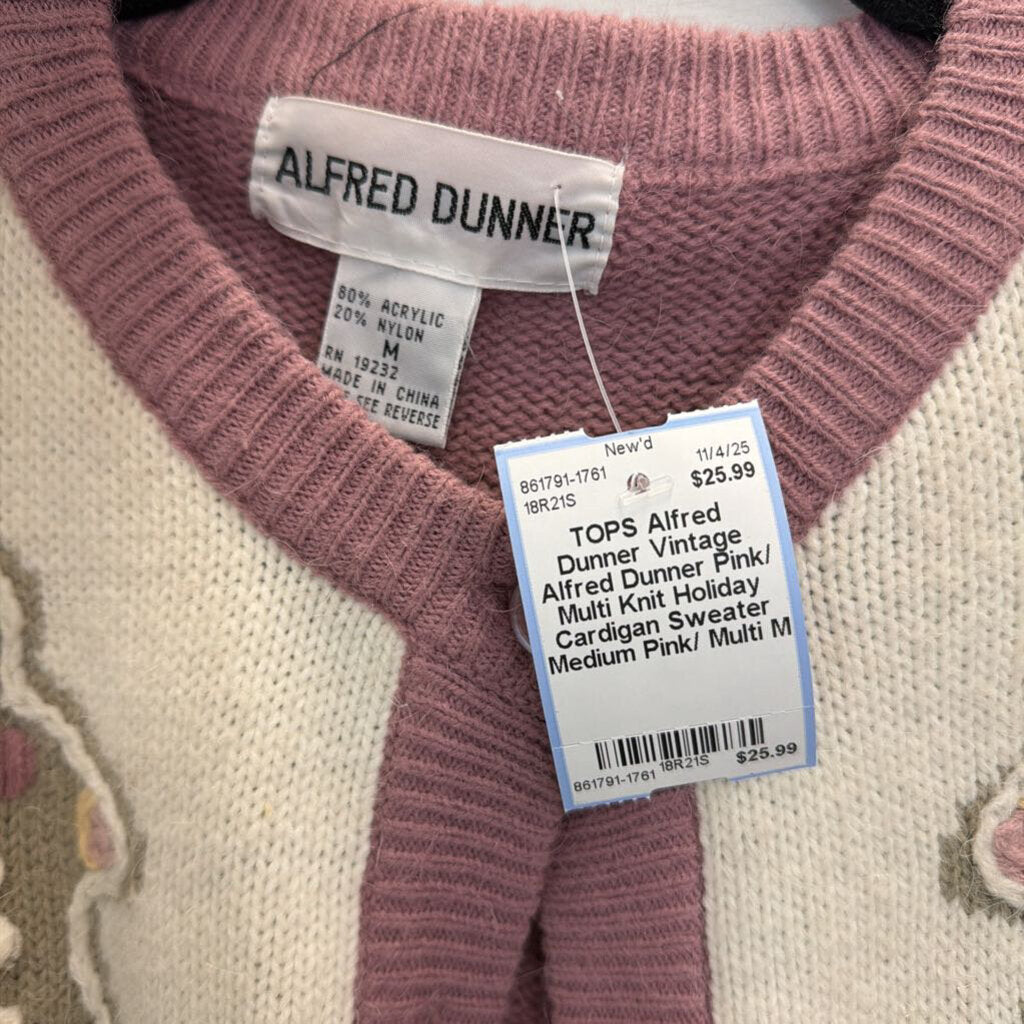 ALFRED DUNNER
80% ACRYLIC
20% NYLON
M
RN 19232
MADE IN CHINA
SEE REVERSE
New'd
861791-1761
11/4/25
18R21S
$25.99
TOPS Alfred
Dunner Vintage
Alfred Dunner Pink/
Multi Knit Holiday
Cardigan Sweater
Medium Pink/ Multi M
861791-1761 18R21S $25.99